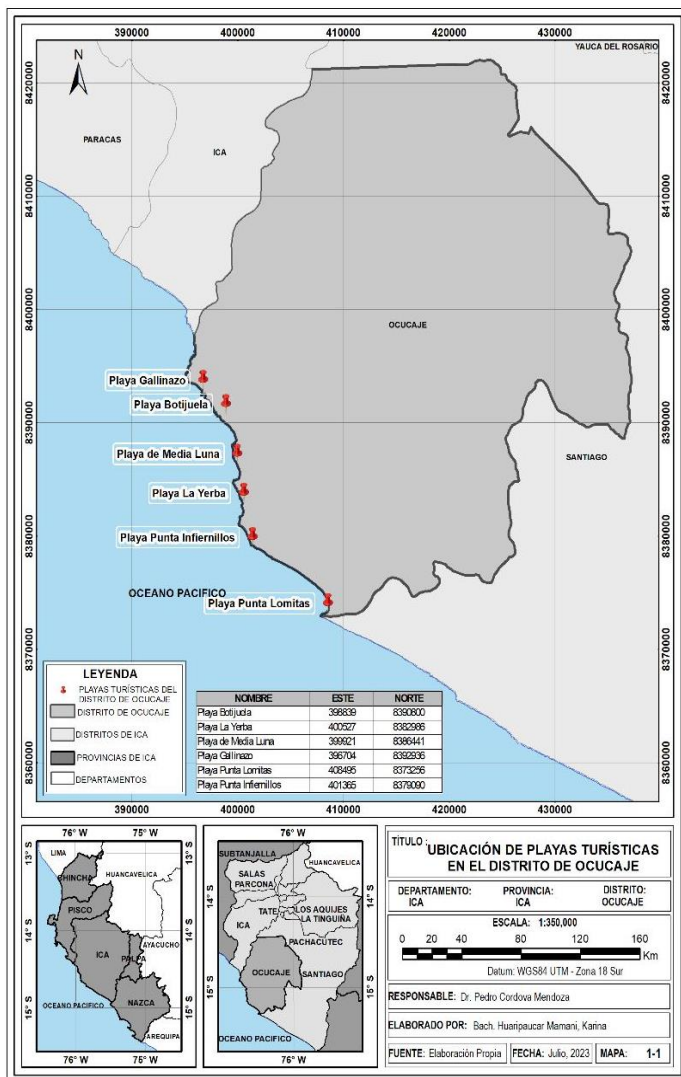 390000 400000 410000 420000 430000
N
YAUCA DEL ROSARIO
PARACAS
ICA
8420000 8420000
8410000 8410000
8400000 8400000
OCUCAJE
Playa Gallinazo
Playa Botijuela
8390000 8390000
Playa de Media Luna
SANTIAGO
Playa La Yerba
Playa Punta Infiernillos
8380000 8380000
OCEANO PACIFICO
Playa Punta Lomitas
8370000 8370000
8360000 8360000
LEYENDA
PLAYAS TURÍSTICAS DEL
DISTRITO DE OCUCAJE
DISTRITO DE OCUCAJE
DISTRITOS DE ICA
PROVINCIAS DE ICA
DEPARTAMENTOS
NOMBRE ESTE NORTE
Playa Botijuola 398839 8390800
Playa La Yerba 400527 8382986
Playa de Media Luna 399921 8386441
Playa Gallinazo 396704 8392936
Playa Punta Lomitas 408495 8373256
Playa Punta Infiernillos 401365 8379090
390000 400000 410000 420000 430000
76° W 75° W
13° S 13° S
LIMA
CHINCHA
HUANCAVELICA
PISCO
14° S 14° S
AYACUCHO
ICA
PALPA
NAZCA
OCEANO PACIFICO
15° S 15° S
AREQUIPA
76° W 75° W
76° W
SUBTANJALLA
HUANCAVELICA
SALAS
PARCONA
14° S 14° S
TATE
LOS AQUIJES
LA TINGUIÑA
ICA
PACHACUTEC
OCUCAJE
SANTIAGO
15° S 15° S
OCEANO PACIFICO
76° W
TÍTULO :
UBICACIÓN DE PLAYAS TURÍSTICAS
EN EL DISTRITO DE OCUCAJE
DEPARTAMENTO: PROVINCIA: DISTRITO:
ICA ICA OCUCAJE
ESCALA: 1:350,000
0 20 40 80 120 160
Km
Datum: WGS84 UTM - Zona 18 Sur
RESPONSABLE: Dr. Pedro Cordova Mendoza
ELABORADO POR: Bach. Huaripaucar Mamani, Karina
FUENTE: Elaboración Propia FECHA: Julio, 2023 MAPA: 1-1